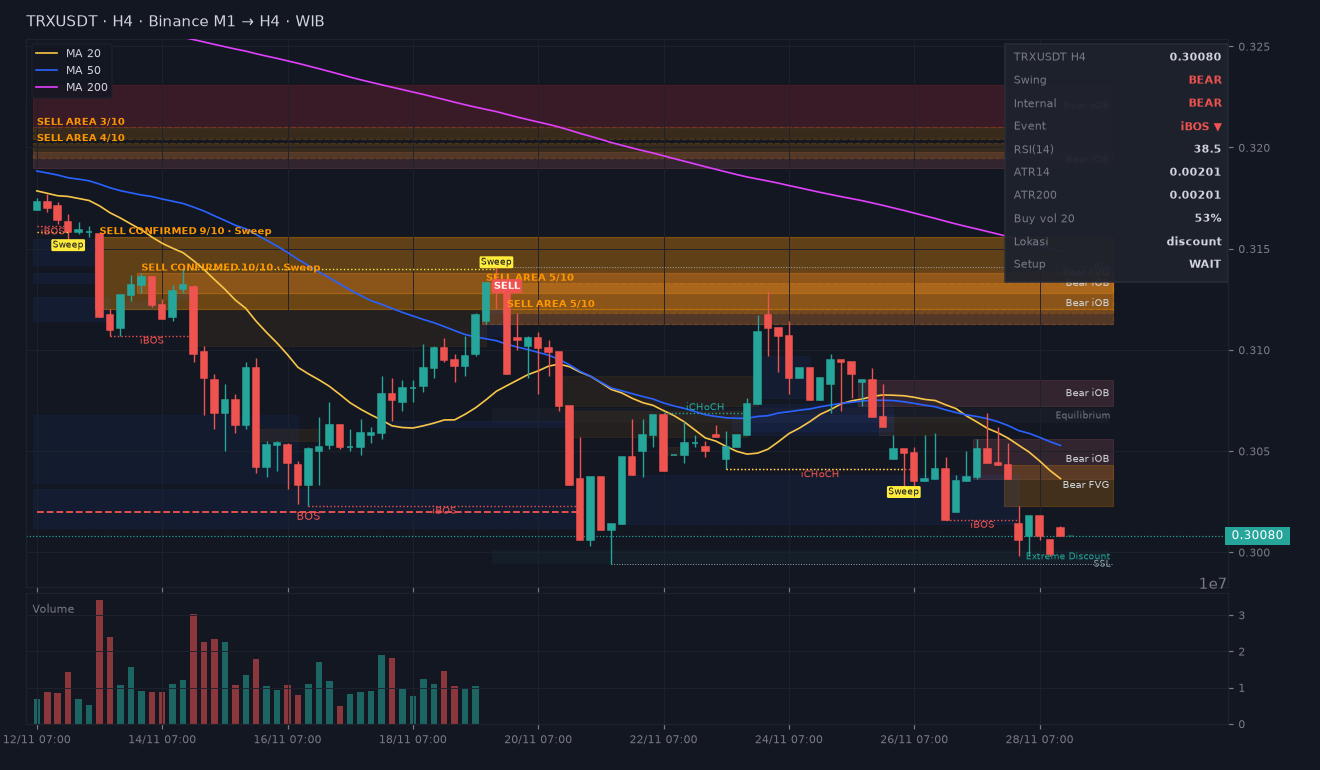 TRXUSDT · H4 · Binance M1 → H4 · WIB
MA 20
MA 50
MA 200
TRXUSDT H4 0.30080
Swing BEAR
Internal BEAR
Event iBOS ▼
RSI(14) 38.5
ATR14 0.00201
ATR200 0.00201
Buy vol 20 53%
Lokasi discount
Setup WAIT
0.325
0.320
0.315
0.310
0.305
0.300
0.30080
SELL AREA 3/10
SELL AREA 4/10
iBOS
Sweep
SELL CONFIRMED 9/10 · Sweep
SELL CONFIRMED 10/10 · Sweep
Sweep
SELL AREA 5/10
SELL
SELL AREA 5/10
Bear iOB
Bear iOB
iBOS
Bear iOB
iCHoCH
Equilibrium
Bear iOB
iCHoCH
Bear FVG
Sweep
BOS
iBOS
iBOS
Extreme Discount
SSL
1e7
Volume
3
2
1
0
12/11 07:00
14/11 07:00
16/11 07:00
18/11 07:00
20/11 07:00
22/11 07:00
24/11 07:00
26/11 07:00
28/11 07:00